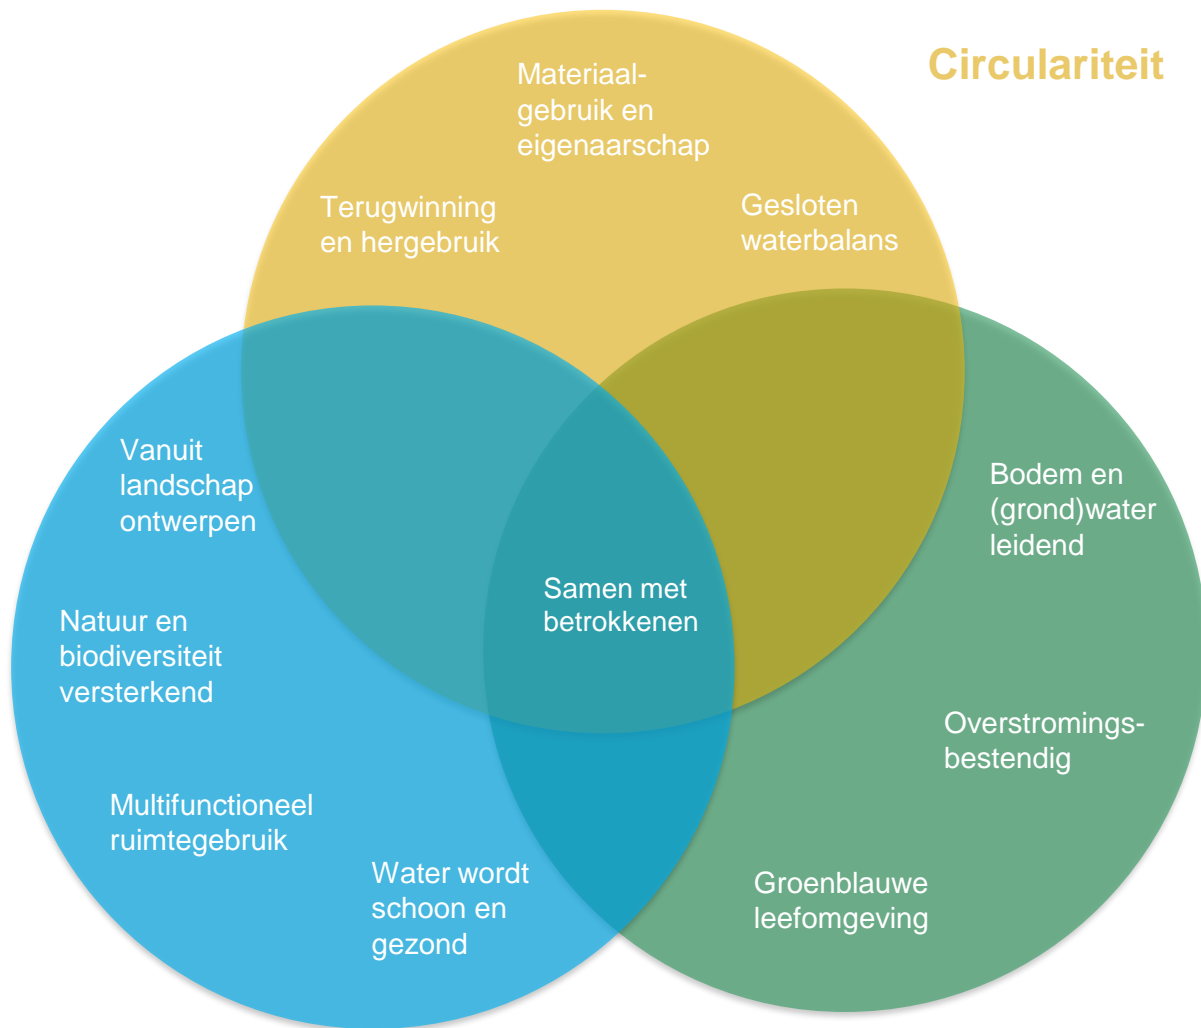 Circulariteit
Materiaal-
gebruik en
eigenaarschap
Terugwinning
en hergebruik
Gesloten
waterbalans
Vanuit
landschap
ontwerpen
Bodem en
(grond)water
leidend
Samen met
betrokkenen
Natuur en
biodiversiteit
versterkend
Overstromings-
bestendig
Multifunctioneel
ruimtegebruik
Water wordt
schoon en
gezond
Groenblauwe
leefomgeving